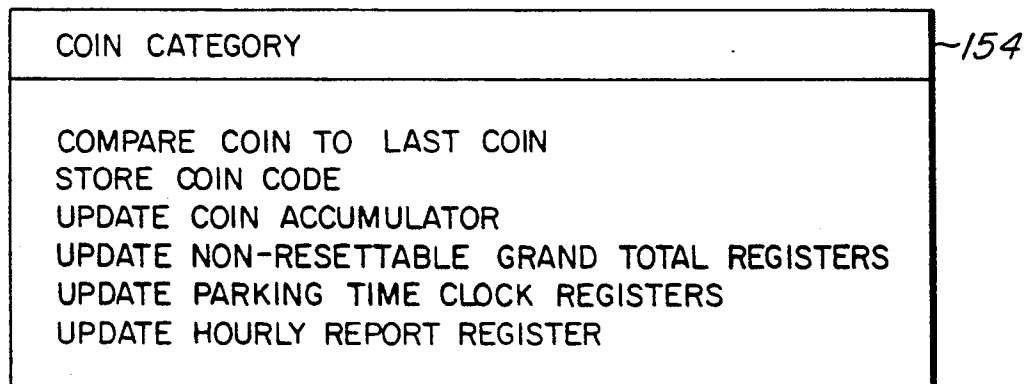 COIN CATEGORY ~154
COMPARE COIN TO LAST COIN
STORE COIN CODE
UPDATE COIN ACCUMULATOR
UPDATE NON-RESETTABLE GRAND TOTAL REGISTERS
UPDATE PARKING TIME CLOCK REGISTERS
UPDATE HOURLY REPORT REGISTER